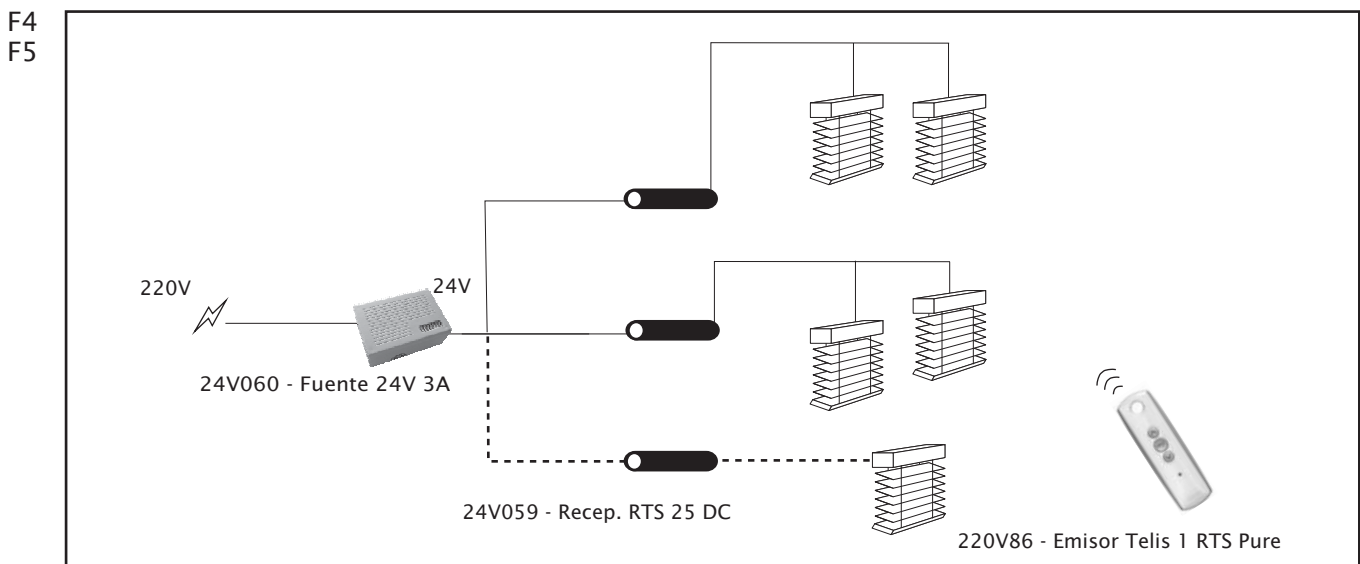 F4
F5
220V
24V
24V060 - Fuente 24V 3A
24V059 - Recep. RTS 25 DC
220V86 - Emisor Telis 1 RTS Pure